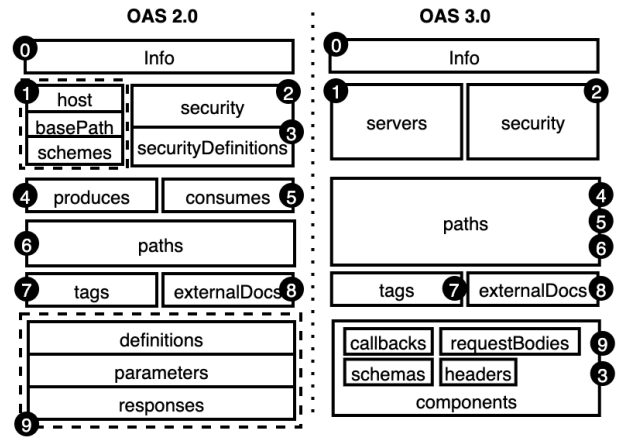 OAS 2.0
0
Info
1
host
basePath
schemes
2
security
3
securityDefinitions
4
produces
consumes
5
6
paths
7
tags
externalDocs
8
definitions
parameters
responses
9
OAS 3.0
0
Info
1
servers
security
2
paths
4
5
6
tags
7
externalDocs
8
callbacks
requestBodies
9
schemas
headers
3
components